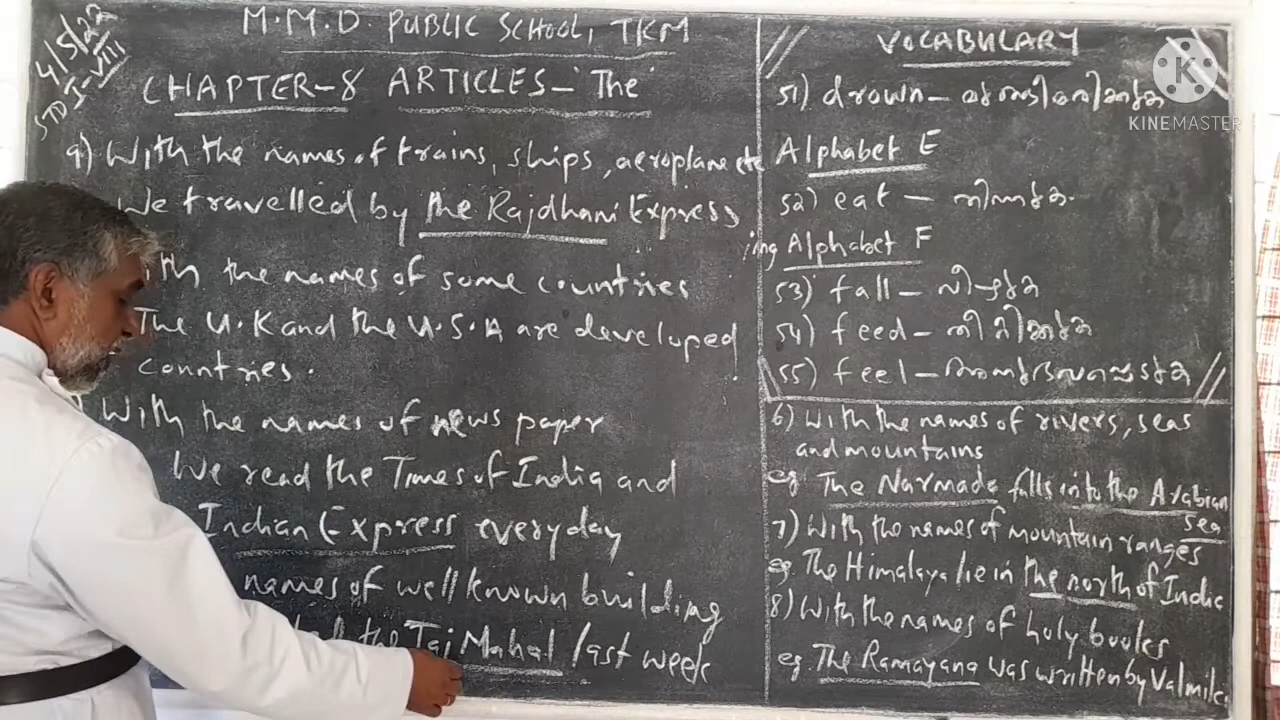 4/5/22
STD I-VIII
M.M.D. PUBLIC SCHOOL, TKM
CHAPTER-8 ARTICLES - 'The'
9) With the names of trains, ships, aeroplane etc
We travelled by the Rajdhani Express
ith the names of some countries
The U.K and the U.S.A are developed
countries.
With the names of news paper
We read the Times of India and
Indian Express everyday
names of well known building
the Taj Mahal last week
VOCABULARY
51) drown -
Alphabet E
52) eat - തിന്നുക
ing Alphabet F
53) fall - വീഴുക
54) feed - തീറ്റിക്കുക
55) feel - അനുഭവപ്പെടുക
6) With the names of rivers, seas
and mountains
eg. The Narmada falls into the Arabian
sea
7) With the names of mountain ranges
eg. The Himalaya lie in the north of India
8) With the names of holy books
eg. The Ramayana was written by Valmik
KINEMASTER